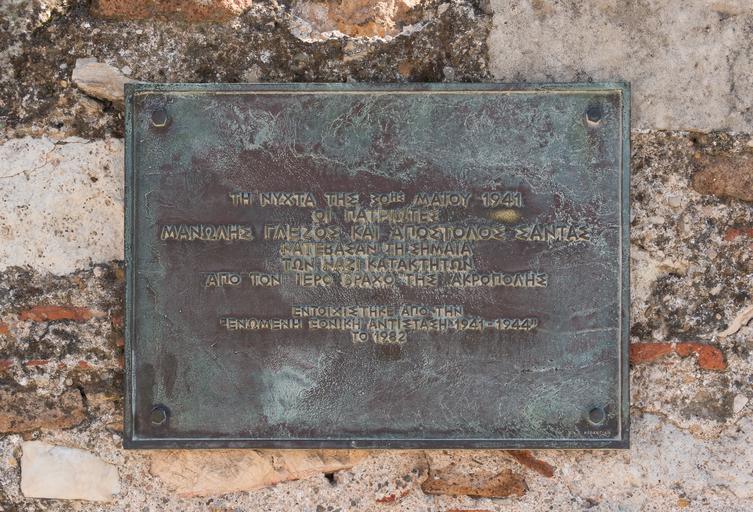 ΤΗ ΝΥΧΤΑ ΤΗΣ 30ΗΣ ΜΑΙΟΥ 1941
ΟΙ ΠΑΤΡΙΩΤΕΣ
ΜΑΝΩΛΗΣ ΓΛΕΖΟΣ ΚΑΙ ΑΠΟΣΤΟΛΟΣ ΣΑΝΤΑΣ
ΚΑΤΕΒΑΣΑΝ ΤΗ ΣΗΜΑΙΑ
ΤΩΝ ΝΑΖΙ ΚΑΤΑΚΤΗΤΩΝ
ΑΠΟ ΤΟΝ ΙΕΡΟ ΒΡΑΧΟ ΤΗΣ ΑΚΡΟΠΟΛΗΣ
ΕΝΤΟΙΧΙΣΤΗΚΕ ΑΠΟ ΤΗΝ
"ΕΝΩΜΕΝΗ ΕΘΝΙΚΗ ΑΝΤΙΣΤΑΣΗ 1941-1944"
ΤΟ 1982